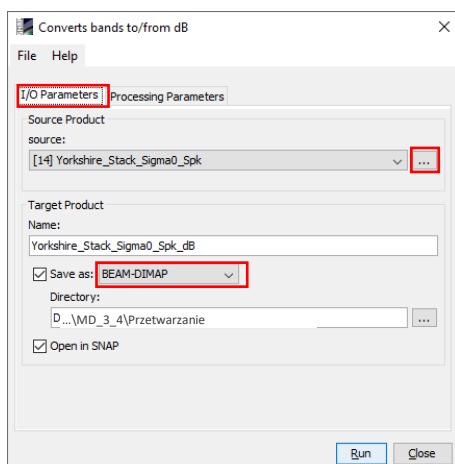 Converts bands to/from dB
File Help
I/O Parameters Processing Parameters
Source Product
source:
[14] Yorkshire_Stack_Sigma0_Spk
...
Target Product
Name:
Yorkshire_Stack_Sigma0_Spk_dB
Save as: BEAM-DIMAP
Directory:
D...\MD_3_4\Przetwarzanie
...
Open in SNAP
Run Close